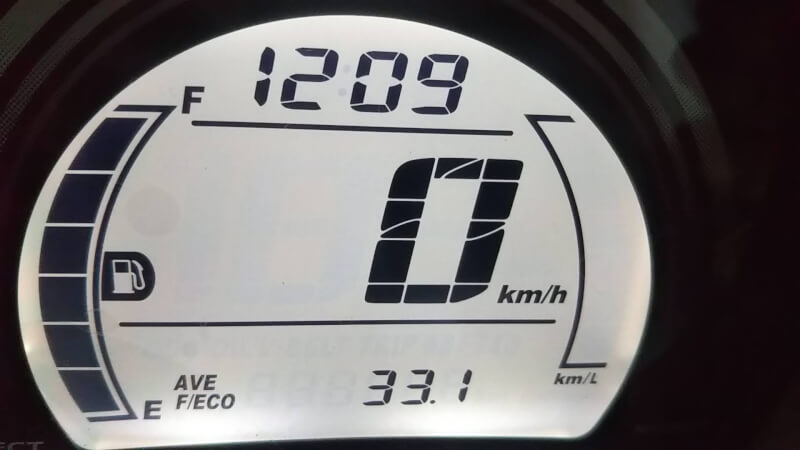 F 1209
0 km/h
AVE
F/ECO 33.1 km/L
E